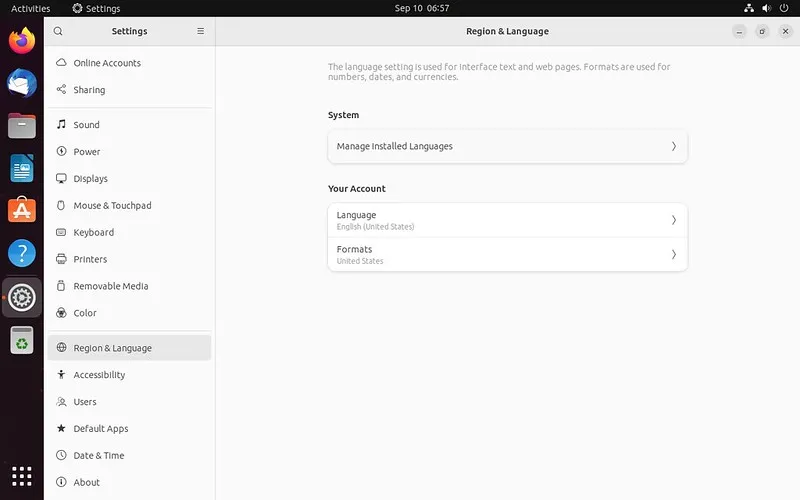 Activities
Settings
Sep 10 06:57
Settings
Region & Language
Online Accounts
Sharing
Sound
Power
Displays
Mouse & Touchpad
Keyboard
Printers
Removable Media
Color
Region & Language
Accessibility
Users
Default Apps
Date & Time
About
The language setting is used for interface text and web pages. Formats are used for
numbers, dates, and currencies.
System
Manage Installed Languages
Your Account
Language
English (United States)
Formats
United States